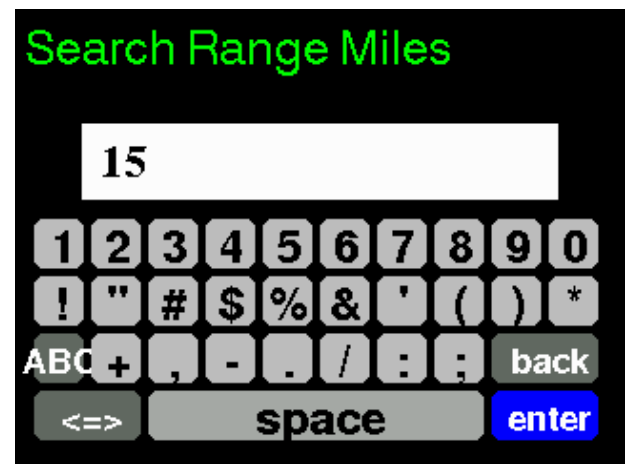 Search Range Miles
15
1 2 3 4 5 6 7 8 9 0
! " # $ % & ' ( ) *
ABC + , - . / : ; back
<=> space enter